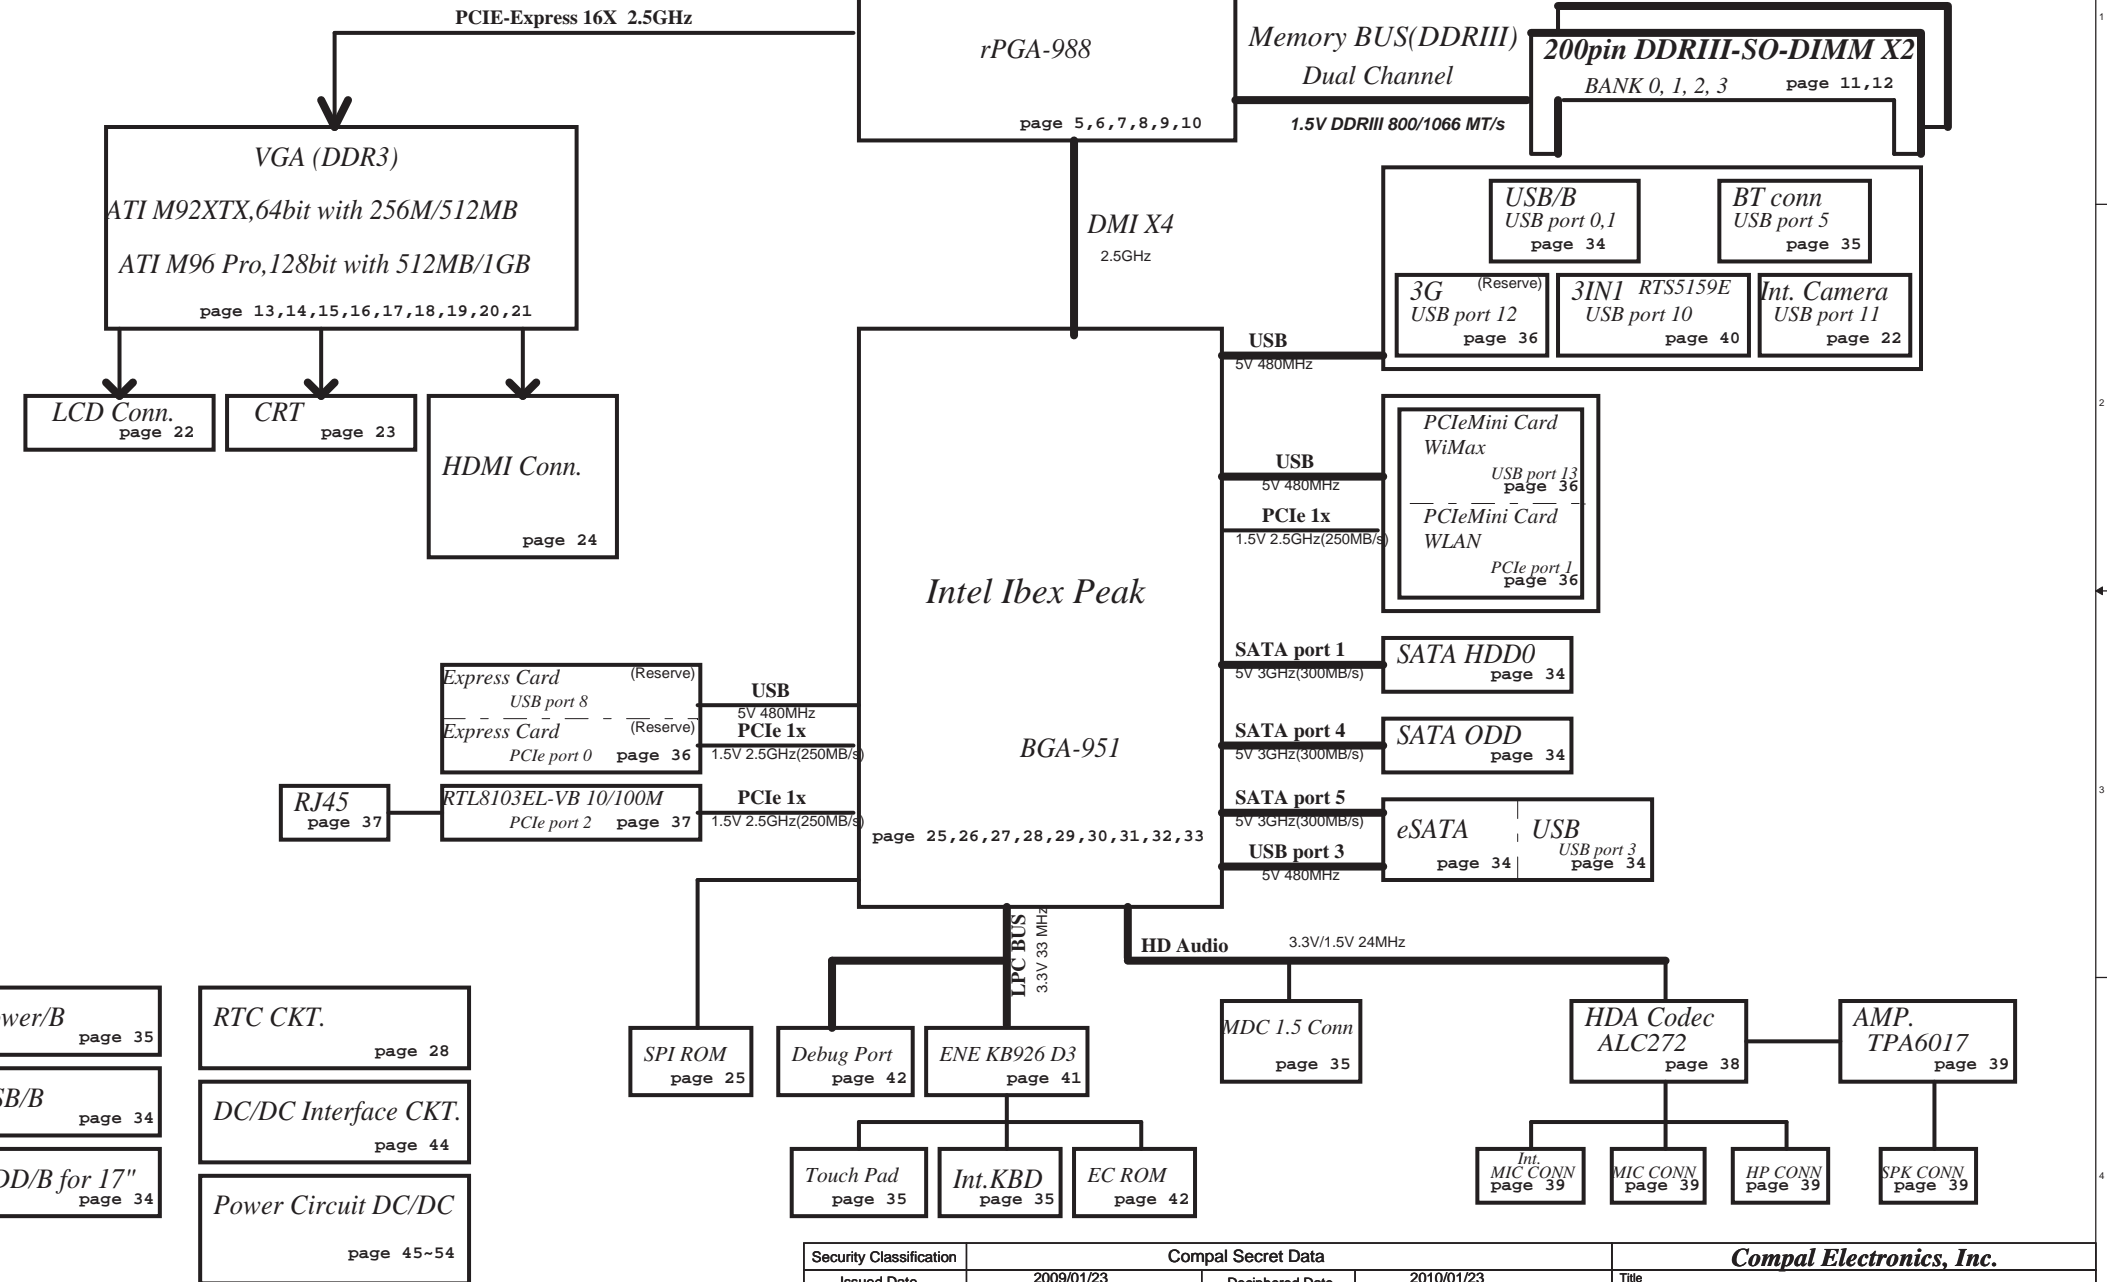 PCIE-Express 16X 2.5GHz
rPGA-988
page 5,6,7,8,9,10
Memory BUS(DDRIII)
Dual Channel
1.5V DDRIII 800/1066 MT/s
200pin DDRIII-SO-DIMM X2
BANK 0, 1, 2, 3 page 11,12
1
VGA (DDR3)
ATI M92XTX,64bit with 256M/512MB
ATI M96 Pro,128bit with 512MB/1GB
page 13,14,15,16,17,18,19,20,21
DMI X4
2.5GHz
USB/B
USB port 0,1
page 34
BT conn
USB port 5
page 35
3G (Reserve)
USB port 12
page 36
3IN1 RTS5159E
USB port 10
page 40
Int. Camera
USB port 11
page 22
USB
5V 480MHz
LCD Conn.
page 22
CRT
page 23
HDMI Conn.
page 24
2
USB
5V 480MHz
PCIe 1x
1.5V 2.5GHz(250MB/s)
PCIeMini Card
WiMax
USB port 13
page 36
PCIeMini Card
WLAN
PCIe port 1
page 36
Intel Ibex Peak
BGA-951
page 25,26,27,28,29,30,31,32,33
SATA port 1
5V 3GHz(300MB/s)
SATA HDD0
page 34
SATA port 4
5V 3GHz(300MB/s)
SATA ODD
page 34
SATA port 5
5V 3GHz(300MB/s)
USB port 3
5V 480MHz
eSATA
page 34
USB
USB port 3
page 34
3
Express Card (Reserve)
USB port 8
Express Card (Reserve)
PCIe port 0 page 36
USB
5V 480MHz
PCIe 1x
1.5V 2.5GHz(250MB/s)
RJ45
page 37
RTL8103EL-VB 10/100M
PCIe port 2 page 37
PCIe 1x
1.5V 2.5GHz(250MB/s)
LPC BUS
3.3V 33 MHz
HD Audio 3.3V/1.5V 24MHz
wer/B
page 35
SB/B
page 34
DD/B for 17"
page 34
RTC CKT.
page 28
DC/DC Interface CKT.
page 44
Power Circuit DC/DC
page 45~54
SPI ROM
page 25
Debug Port
page 42
ENE KB926 D3
page 41
MDC 1.5 Conn
page 35
HDA Codec
ALC272
page 38
AMP.
TPA6017
page 39
Touch Pad
page 35
Int.KBD
page 35
EC ROM
page 42
Int.
MIC CONN
page 39
MIC CONN
page 39
HP CONN
page 39
SPK CONN
page 39
4
Security Classification
Compal Secret Data
Compal Electronics, Inc.
Issued Date
2009/01/23
Deciphered Date
2010/01/23
Title